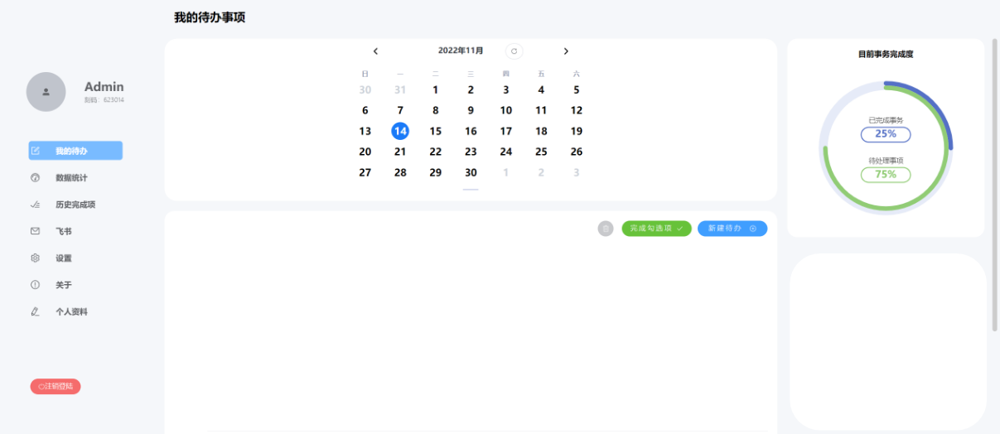 我的待办事项
Admin
刻码：623014
我的待办
数据统计
历史完成项
飞书
设置
关于
个人资料
注销登陆
2022年11月
日 一 二 三 四 五 六
30 31 1 2 3 4 5
6 7 8 9 10 11 12
13 14 15 16 17 18 19
20 21 22 23 24 25 26
27 28 29 30 1 2 3
完成勾选项
新建待办
目前事务完成度
已完成事务
25%
待处理事项
75%